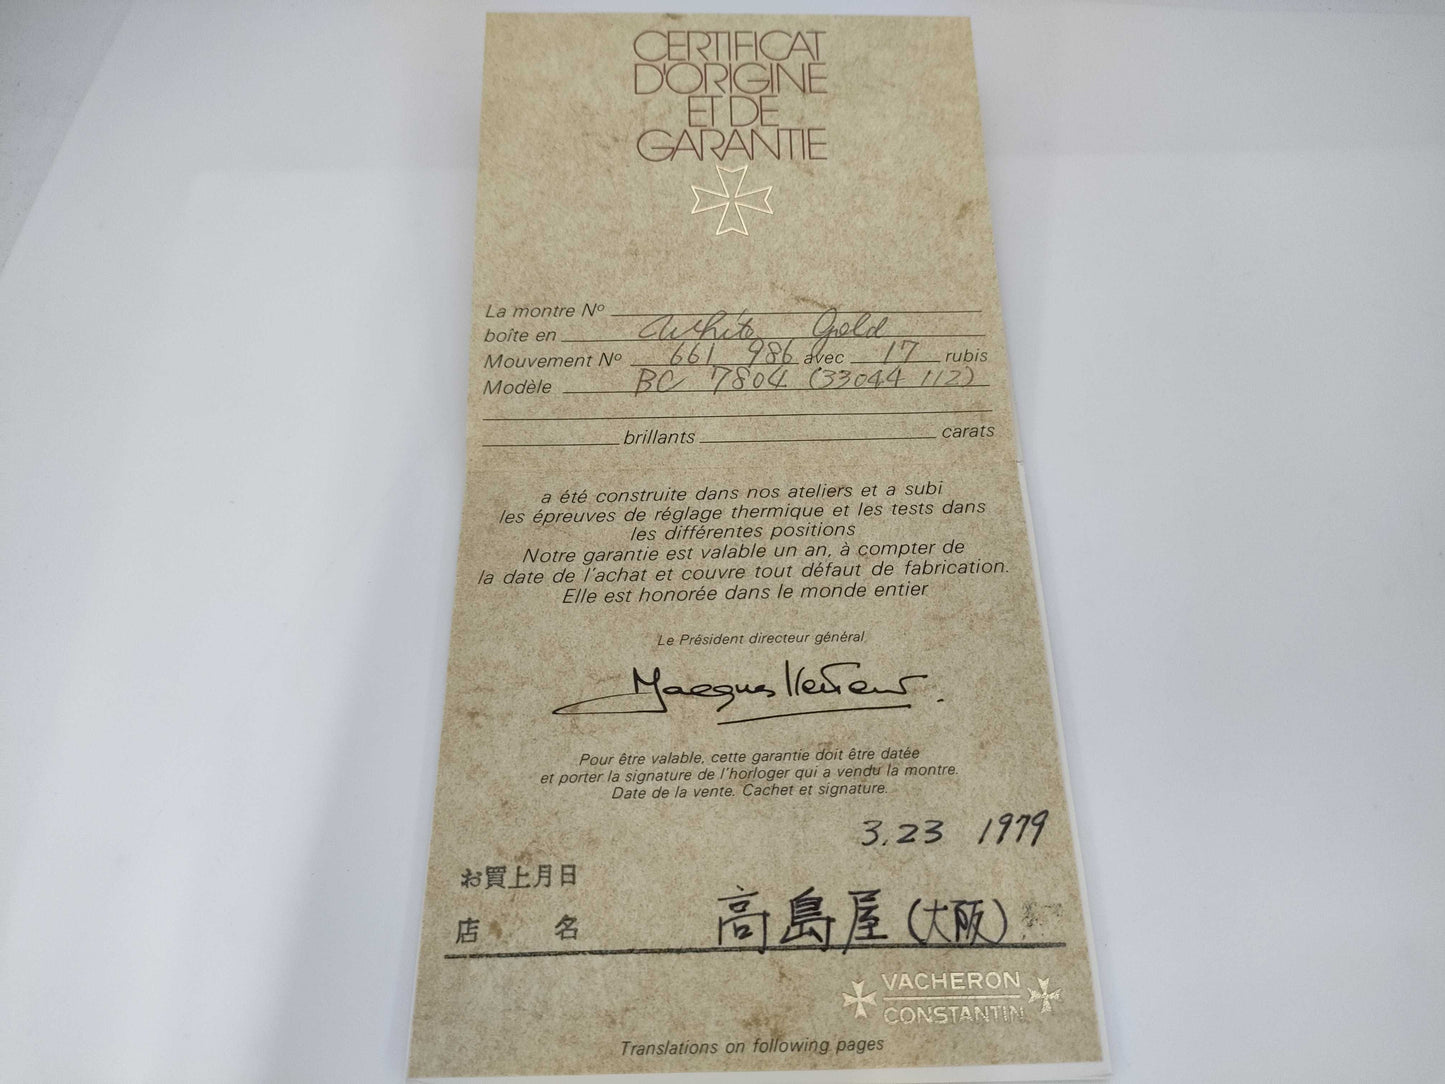 CERTIFICAT
D'ORIGINE
ET DE
GARANTIE
La montre Nº
boîte en White Gold
Mouvement Nº 661 986 avec 17 rubis
Modèle BC 7804 (33044 112)
brillants carats
a été construite dans nos ateliers et a subi
les épreuves de réglage thermique et les tests dans
les différentes positions
Notre garantie est valable un an, à compter de
la date de l'achat et couvre tout défaut de fabrication.
Elle est honorée dans le monde entier
Le Président directeur général,
Jacques Ketterer
Pour être valable, cette garantie doit être datée
et porter la signature de l'horloger qui a vendu la montre.
Date de la vente. Cachet et signature.
3.23 1979
お買上月日
店 名 高島屋(大阪)
VACHERON
CONSTANTIN
Translations on following pages